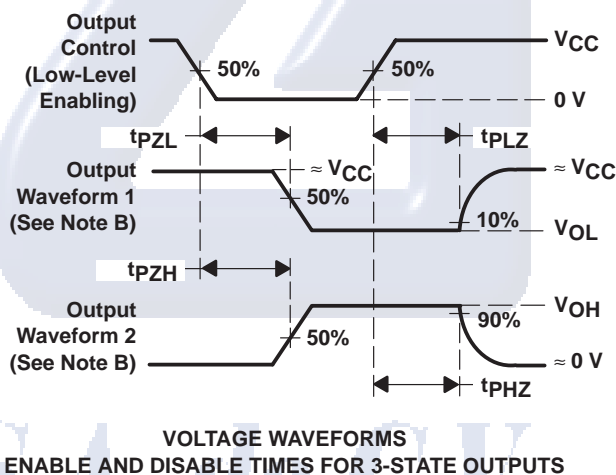 Output
Control
(Low-Level
Enabling)
50%
50%
VCC
0 V
tPZL
tPLZ
Output
Waveform 1
(See Note B)
≈ VCC
50%
≈ VCC
10%
VOL
tPZH
Output
Waveform 2
(See Note B)
50%
VOH
90%
≈ 0 V
tPHZ
VOLTAGE WAVEFORMS
ENABLE AND DISABLE TIMES FOR 3-STATE OUTPUTS